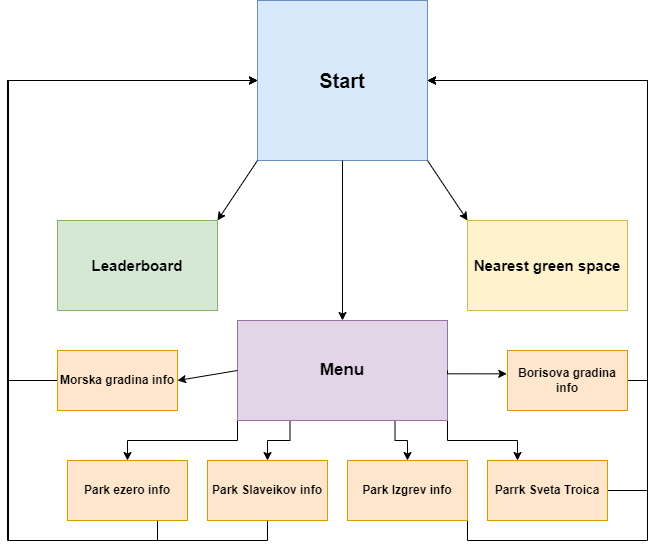 Start
Leaderboard
Nearest green space
Menu
Morska gradina info
Borisova gradina
info
Park ezero info
Park Slaveikov info
Park Izgrev info
Parrk Sveta Troica